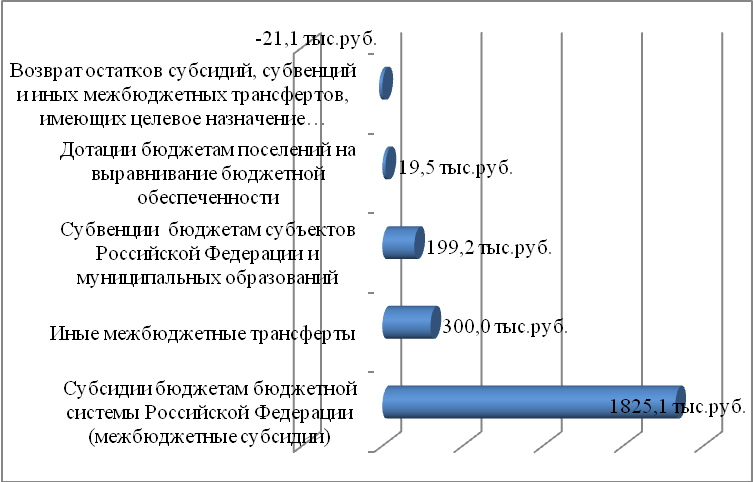 -21,1 тыс.руб.
Возврат остатков субсидий, субвенций
и иных межбюджетных трансфертов,
имеющих целевое назначение…
Дотации бюджетам поселений на
выравнивание бюджетной
обеспеченности
19,5 тыс.руб.
Субвенции бюджетам субъектов
Российской Федерации и
муниципальных образований
199,2 тыс.руб.
Иные межбюджетные трансферты
300,0 тыс.руб.
Субсидии бюджетам бюджетной
системы Российской Федерации
(межбюджетные субсидии)
1825,1 тыс.руб.